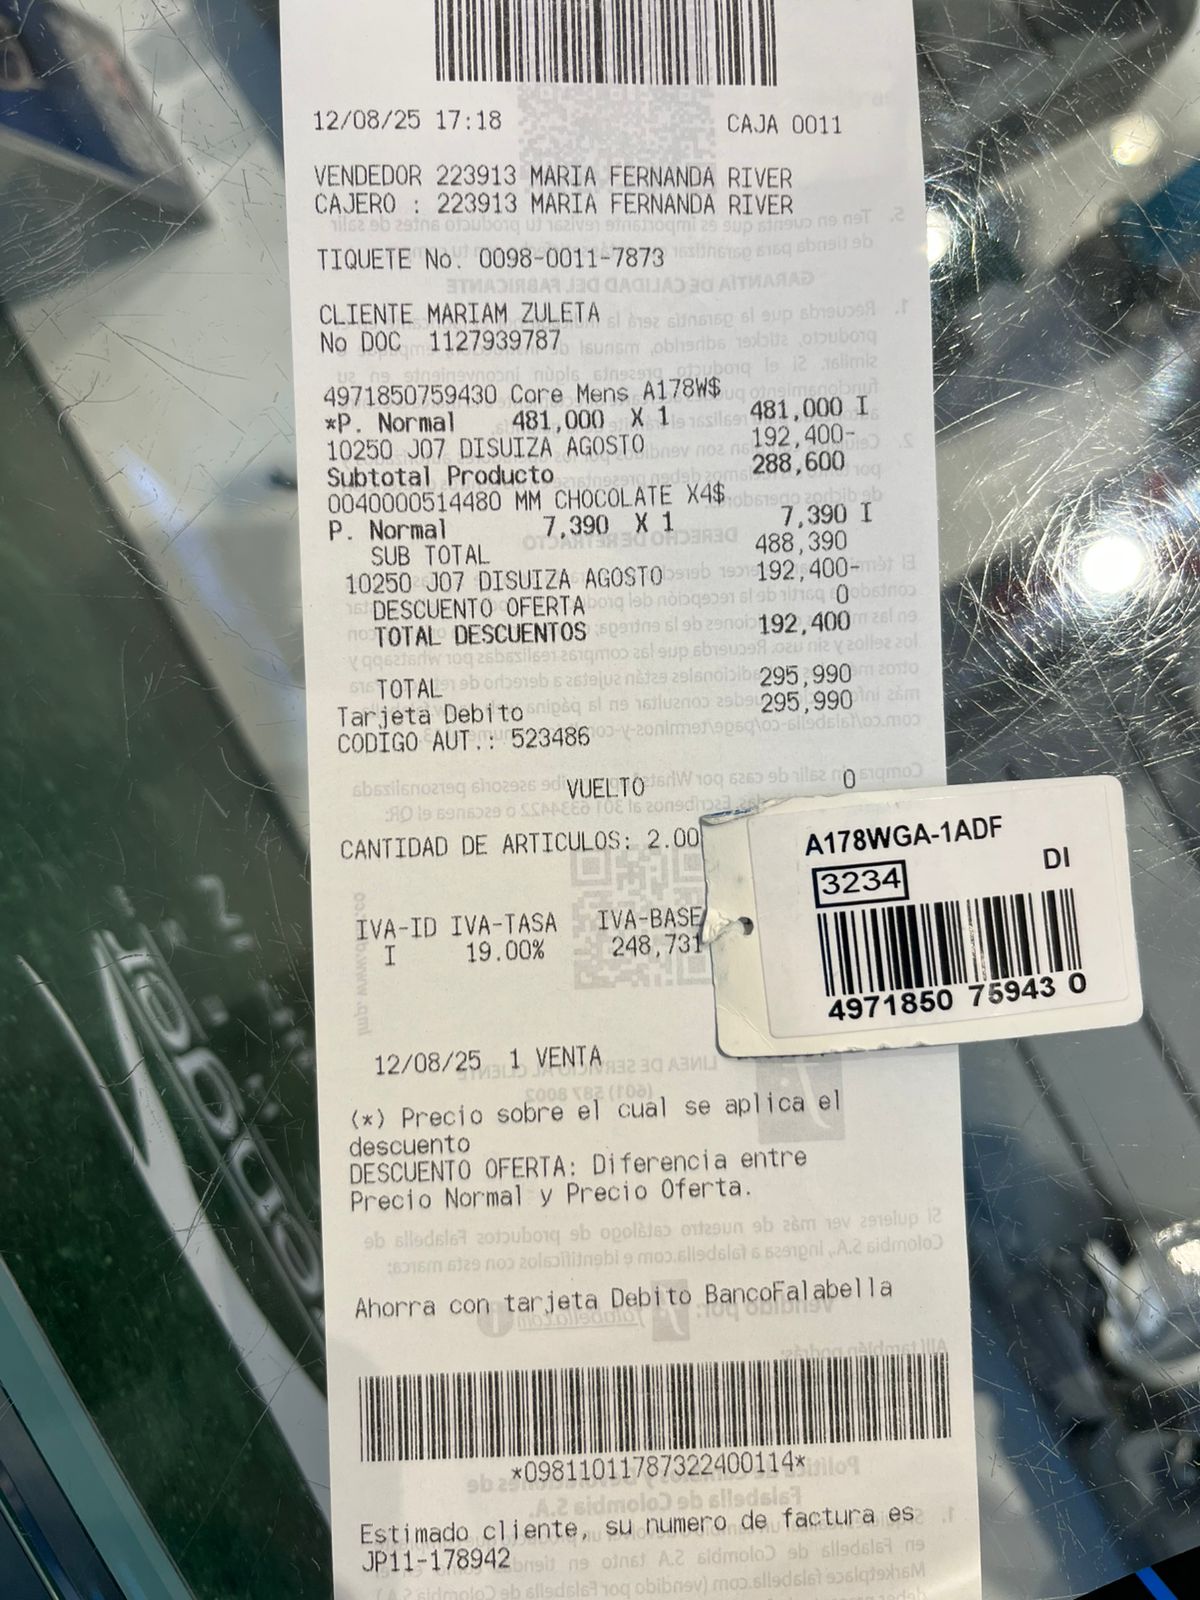 12/08/25 17:18 CAJA 0011
VENDEDOR 223913 MARIA FERNANDA RIVER
CAJERO : 223913 MARIA FERNANDA RIVER
TIQUETE No. 0098-0011-7873
CLIENTE MARIAM ZULETA
No DOC 1127939787
4971850759430 Core Mens A178W$
*P. Normal 481,000 X 1 481,000 I
10250 J07 DISUIZA AGOSTO 192,400-
Subtotal Producto 288,600
0040000514480 MM CHOCOLATE X4$
P. Normal 7,390 X 1 7,390 I
SUB TOTAL 488,390
10250 J07 DISUIZA AGOSTO 192,400-
DESCUENTO OFERTA 0
TOTAL DESCUENTOS 192,400
TOTAL 295,990
Tarjeta Debito 295,990
CODIGO AUT.: 523486
VUELTO 0
CANTIDAD DE ARTICULOS: 2.00
IVA-ID IVA-TASA IVA-BASE
I 19.00% 248,731
A178WGA-1ADF
3234 DI
4971850 75943 0
12/08/25 1 VENTA
(*) Precio sobre el cual se aplica el
descuento
DESCUENTO OFERTA: Diferencia entre
Precio Normal y Precio Oferta.
Ahorra con tarjeta Debito BancoFalabella
*09811011787322400114*
Estimado cliente, su numero de factura es
JP11-178942